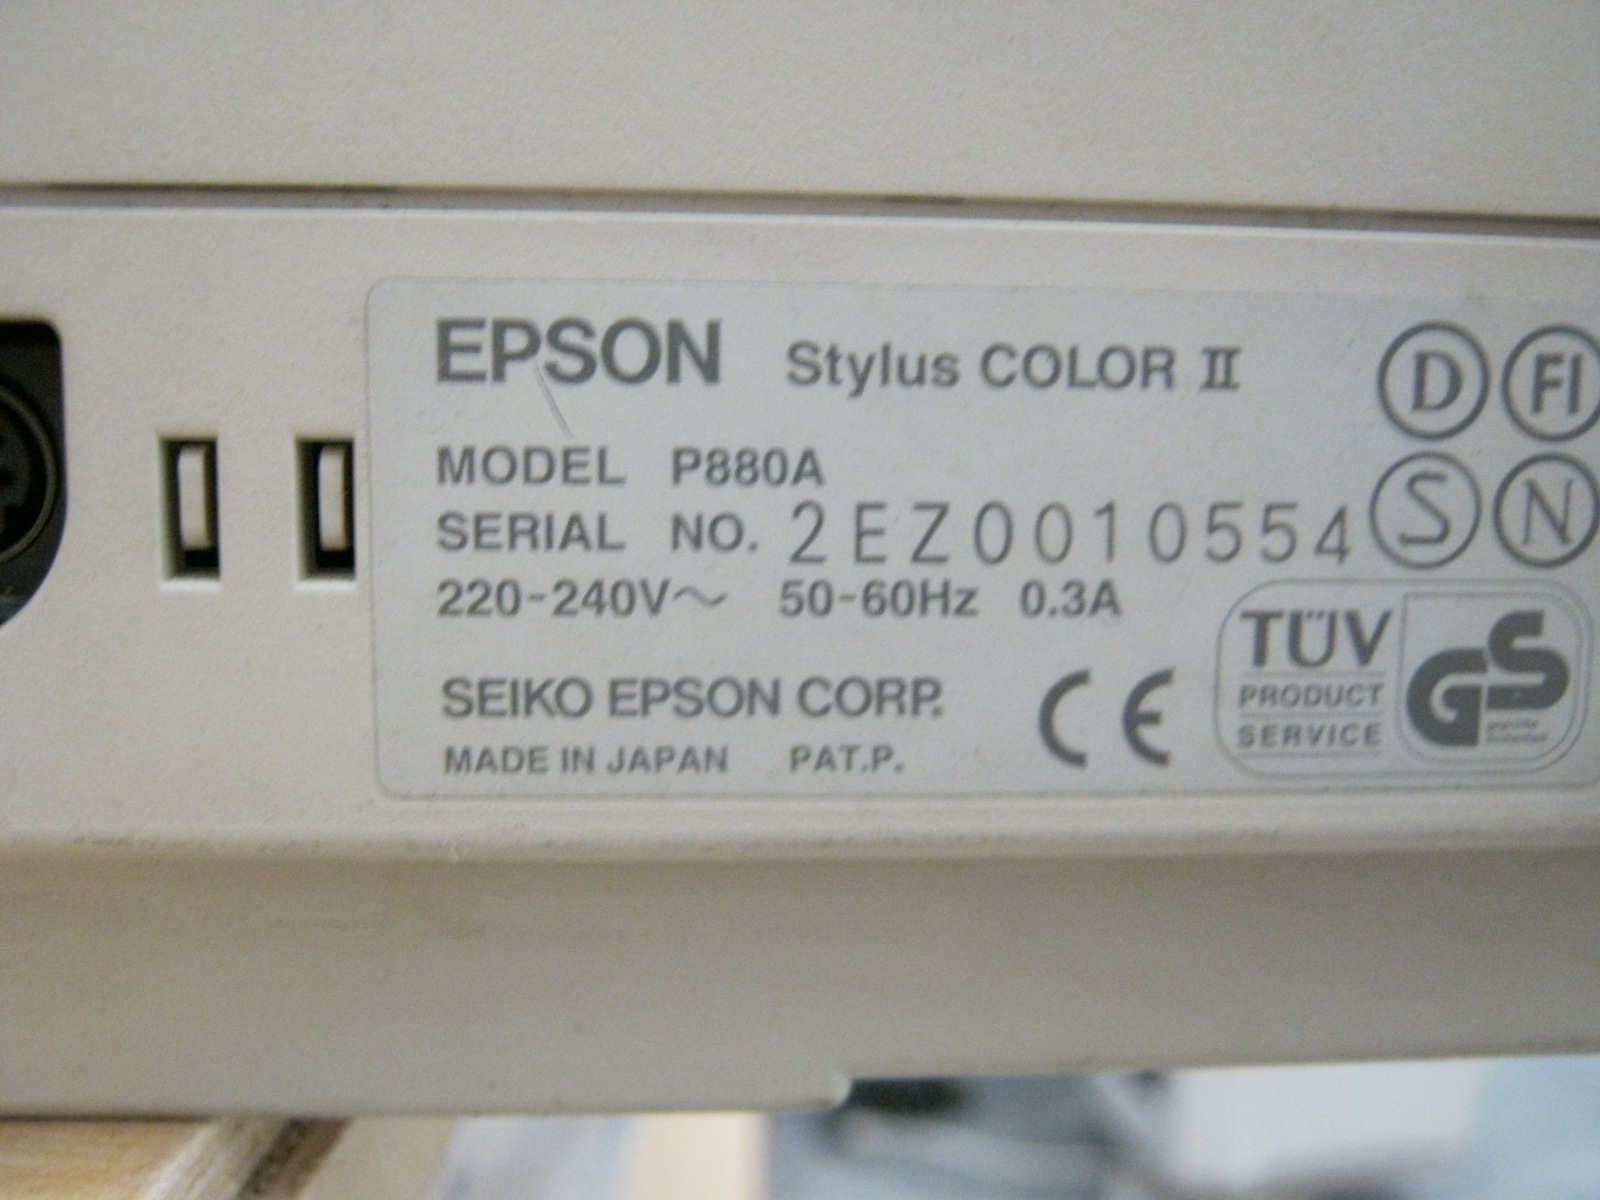 EPSON Stylus COLOR II
D FI
MODEL P880A
SERIAL NO. 2EZ0010554
S N
220-240V~ 50-60Hz 0.3A
TÜV
PRODUCT
SERVICE
GS
SEIKO EPSON CORP.
CE
MADE IN JAPAN PAT.P.